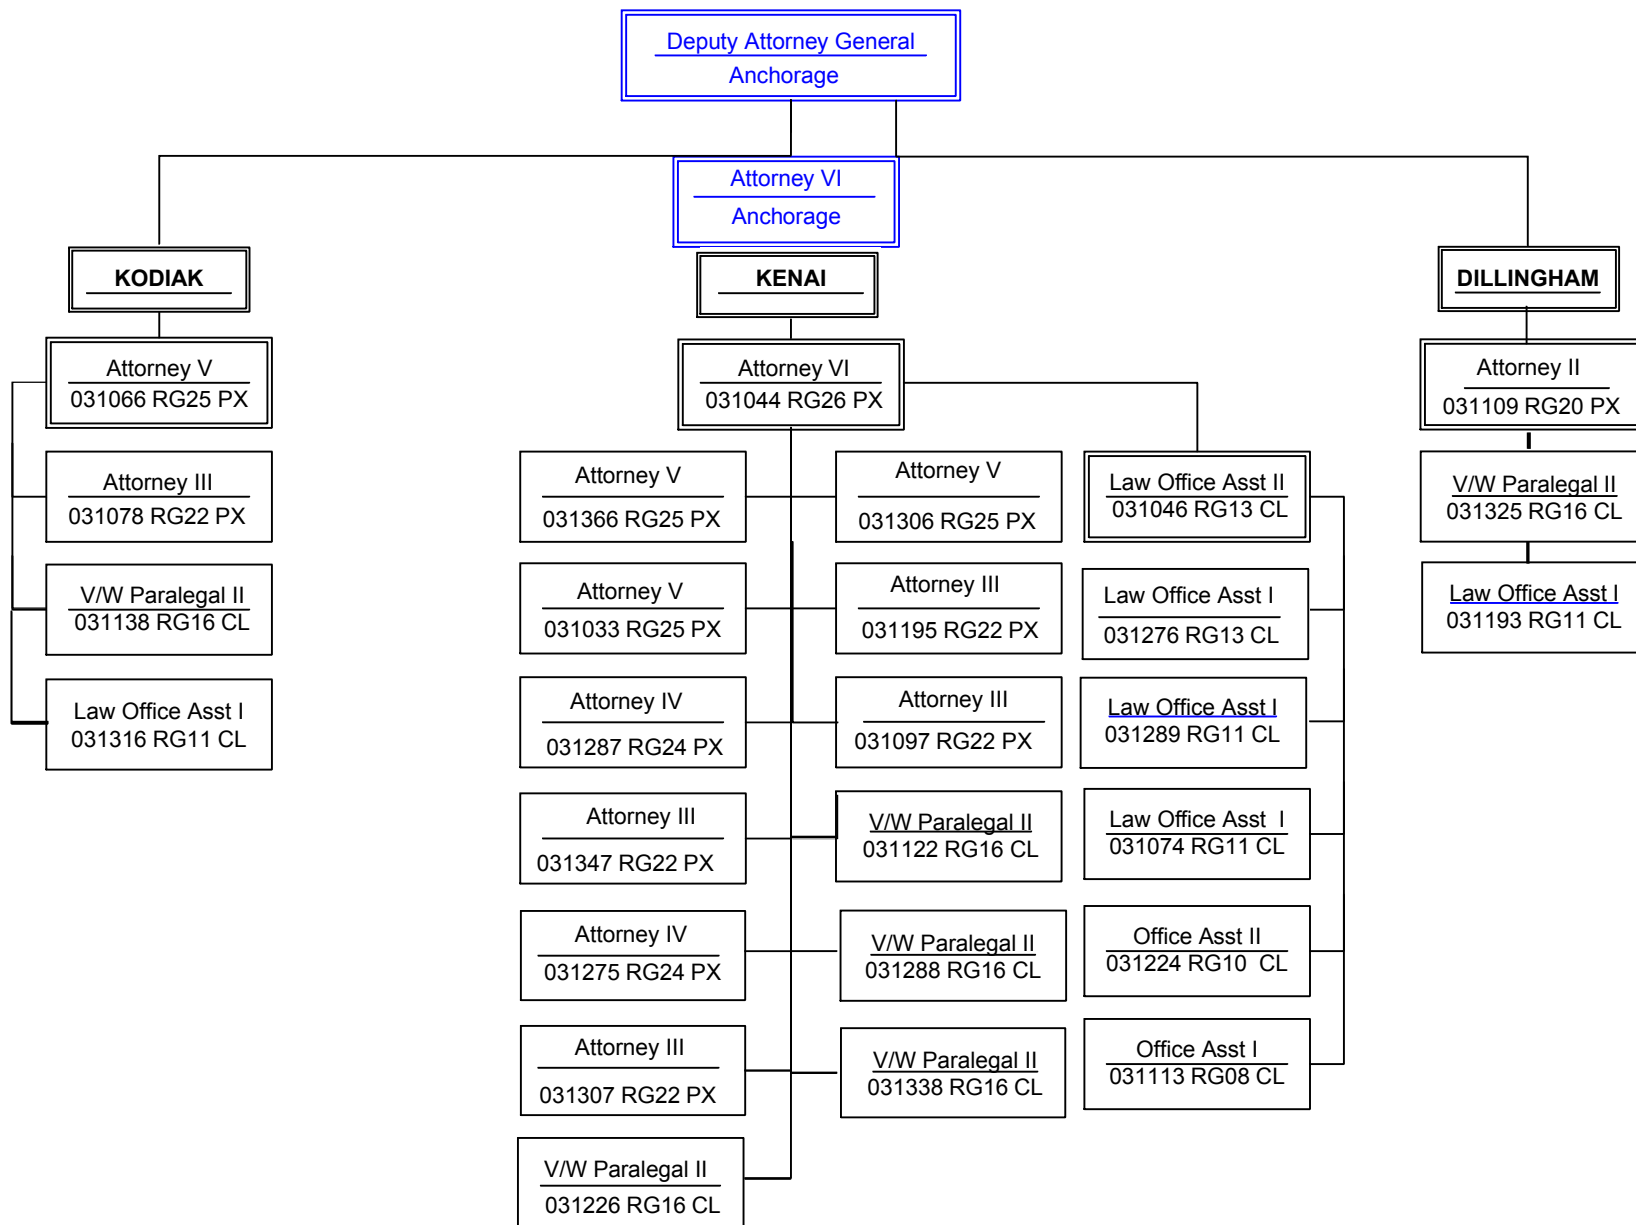 Deputy Attorney General
Anchorage
Attorney VI
Anchorage
KODIAK
KENAI
DILLINGHAM
Attorney V
031066 RG25 PX
Attorney III
031078 RG22 PX
V/W Paralegal II
031138 RG16 CL
Law Office Asst I
031316 RG11 CL
Attorney VI
031044 RG26 PX
Attorney V
031366 RG25 PX
Attorney V
031033 RG25 PX
Attorney IV
031287 RG24 PX
Attorney III
031347 RG22 PX
Attorney IV
031275 RG24 PX
Attorney III
031307 RG22 PX
V/W Paralegal II
031226 RG16 CL
Attorney V
031306 RG25 PX
Attorney III
031195 RG22 PX
Attorney III
031097 RG22 PX
V/W Paralegal II
031122 RG16 CL
V/W Paralegal II
031288 RG16 CL
V/W Paralegal II
031338 RG16 CL
Law Office Asst II
031046 RG13 CL
Law Office Asst I
031276 RG13 CL
Law Office Asst I
031289 RG11 CL
Law Office Asst  I
031074 RG11 CL
Office Asst II
031224 RG10  CL
Office Asst I
031113 RG08 CL
Attorney II
031109 RG20 PX
V/W Paralegal II
031325 RG16 CL
Law Office Asst I
031193 RG11 CL